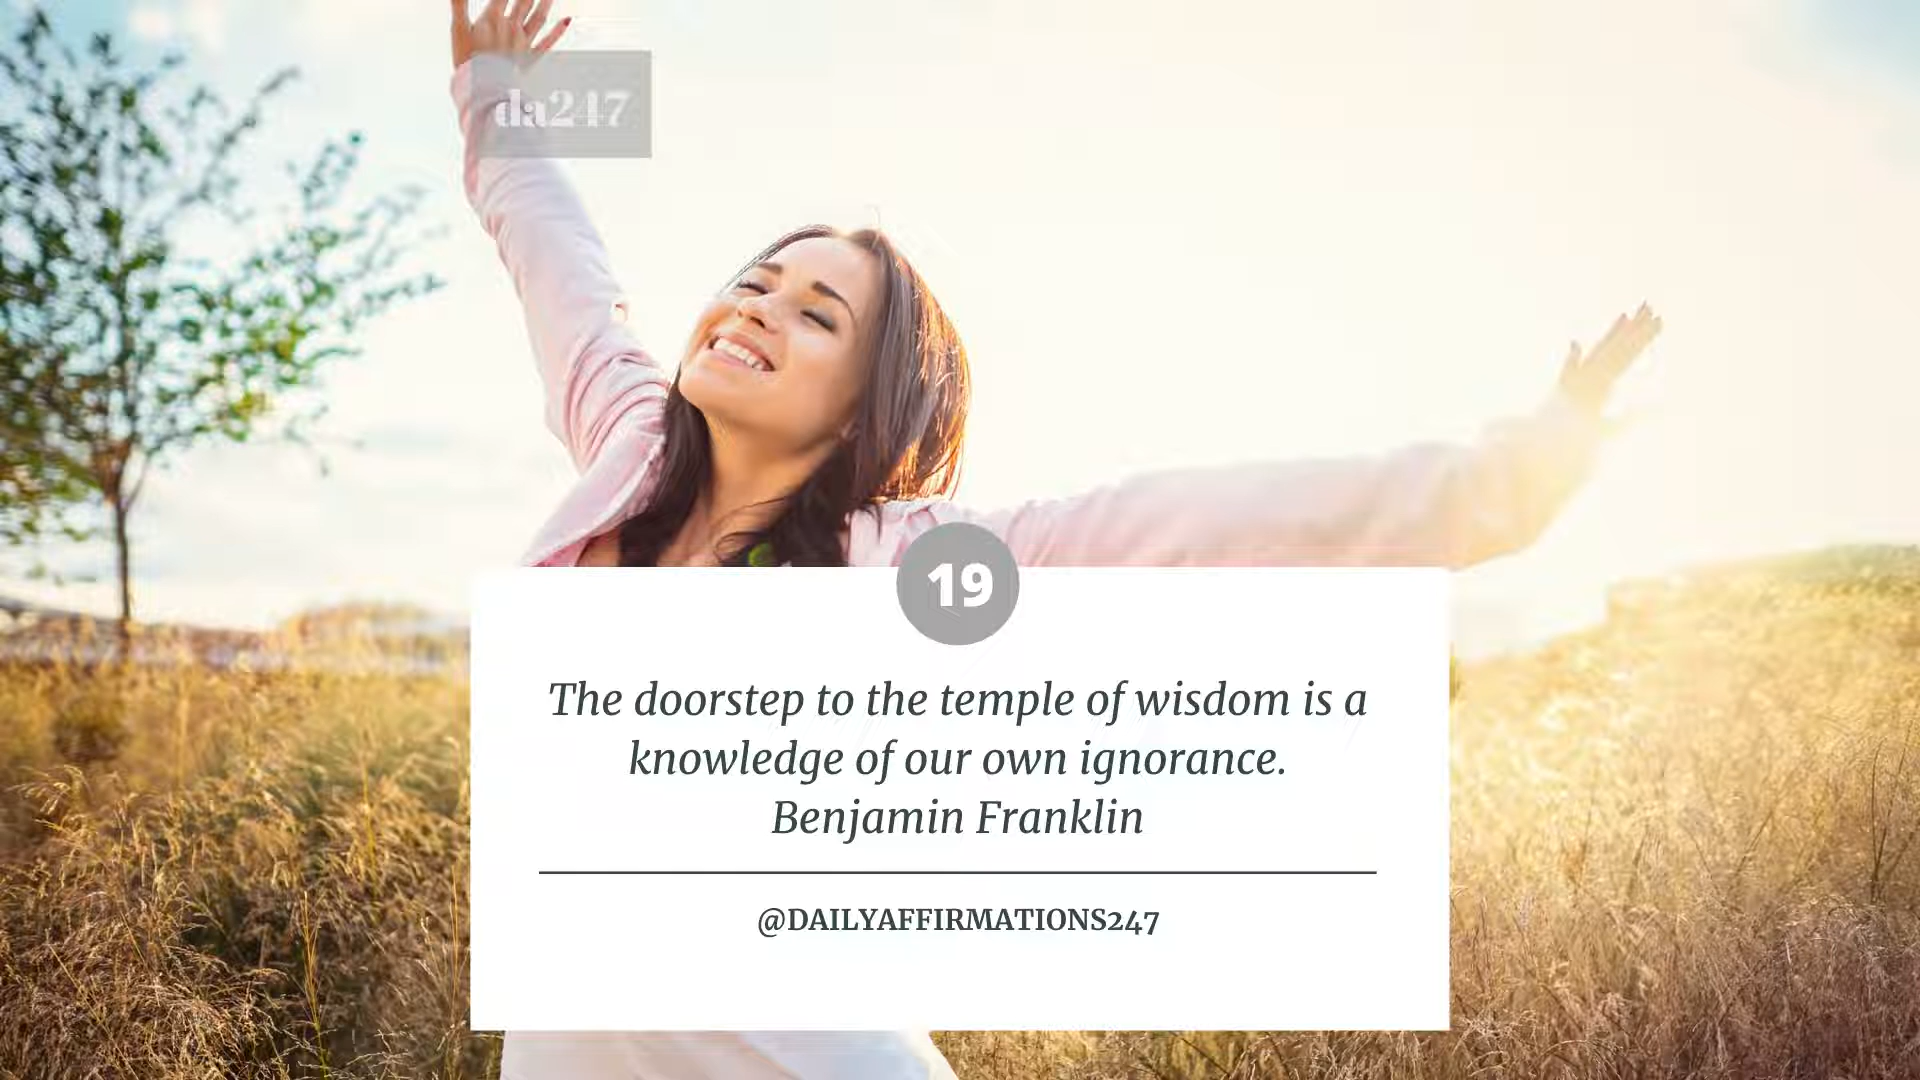 da247
19
The doorstep to the temple of wisdom is a
knowledge of our own ignorance.
Benjamin Franklin
@DAILYAFFIRMATIONS247